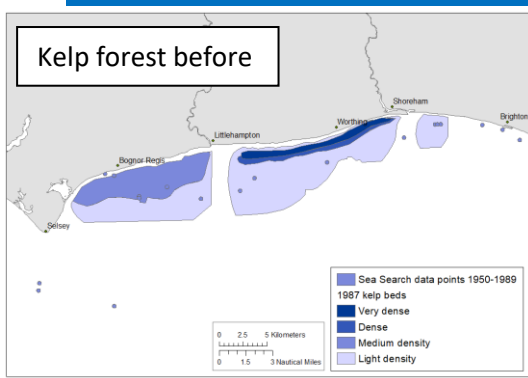 Kelp forest before
Shoreham
Brighton
Worthing
Littlehampton
Bognor Regis
Selsey
Sea Search data points 1950-1989
1987 kelp beds
Very dense
Dense
Medium density
Light density
0 2.5 5 Kilometers
0 1.5 3 Nautical Miles